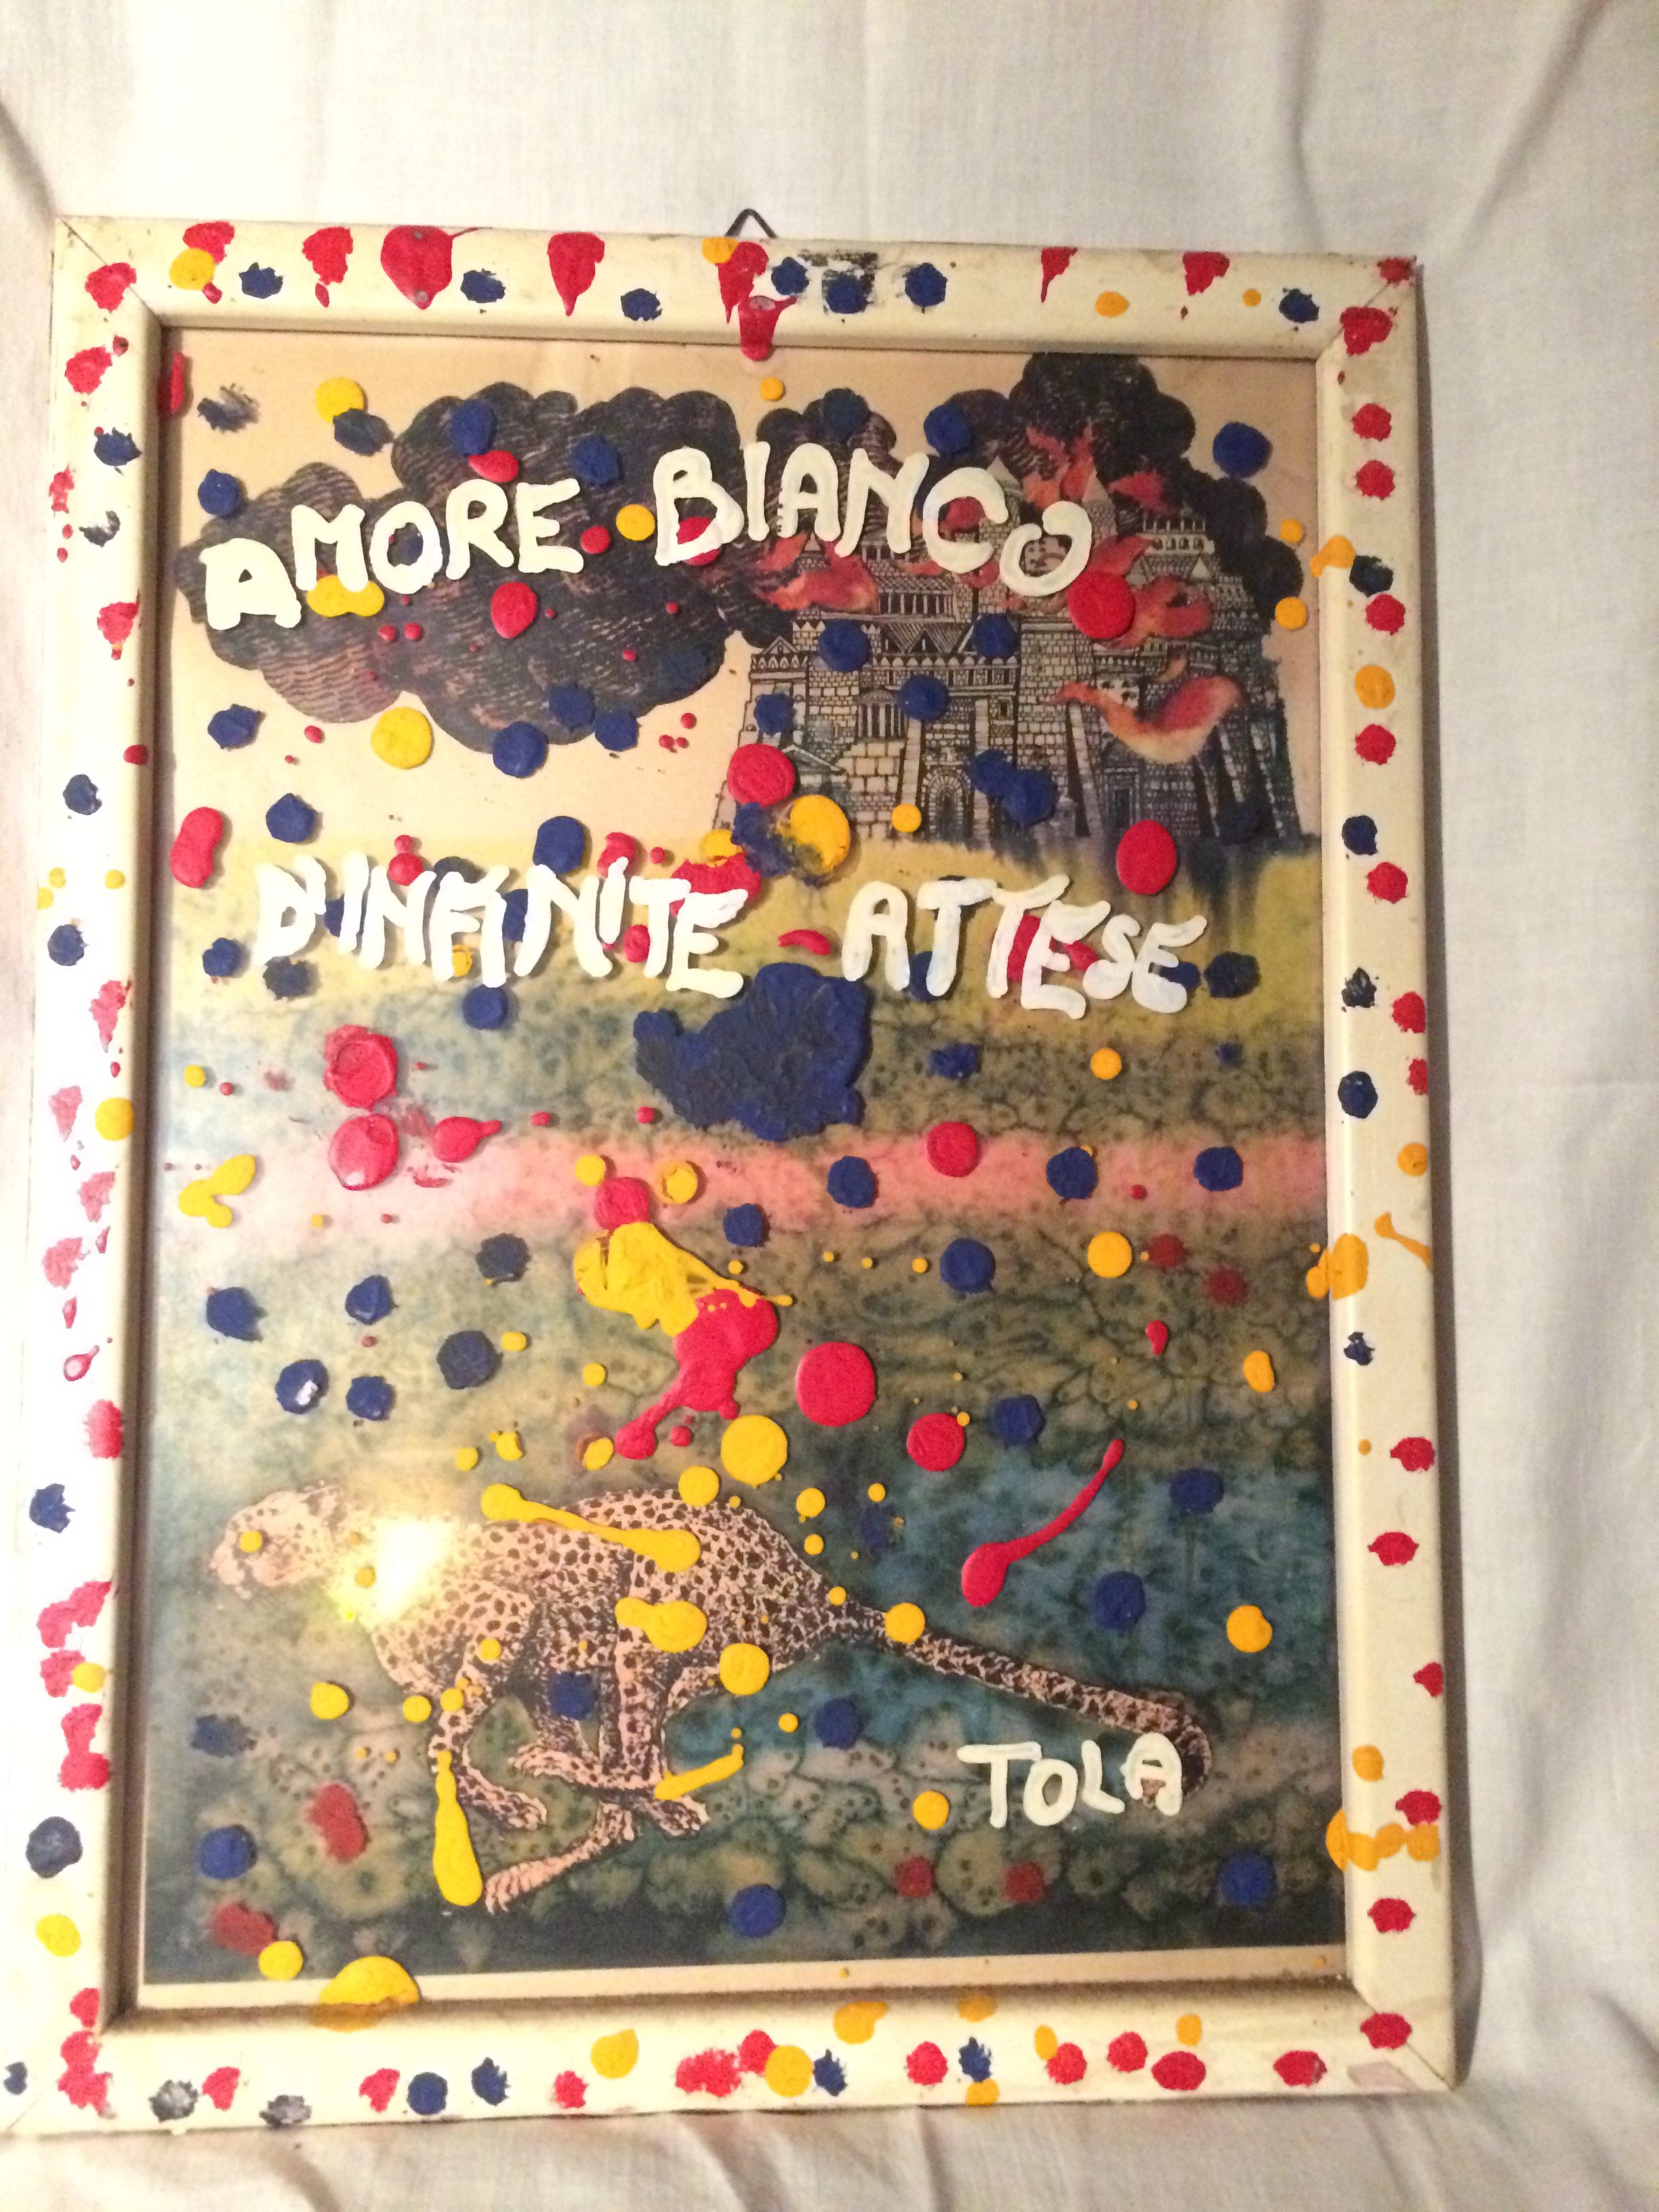 AMORE BIANCO
D'INFINITE ATTESE
TOLA